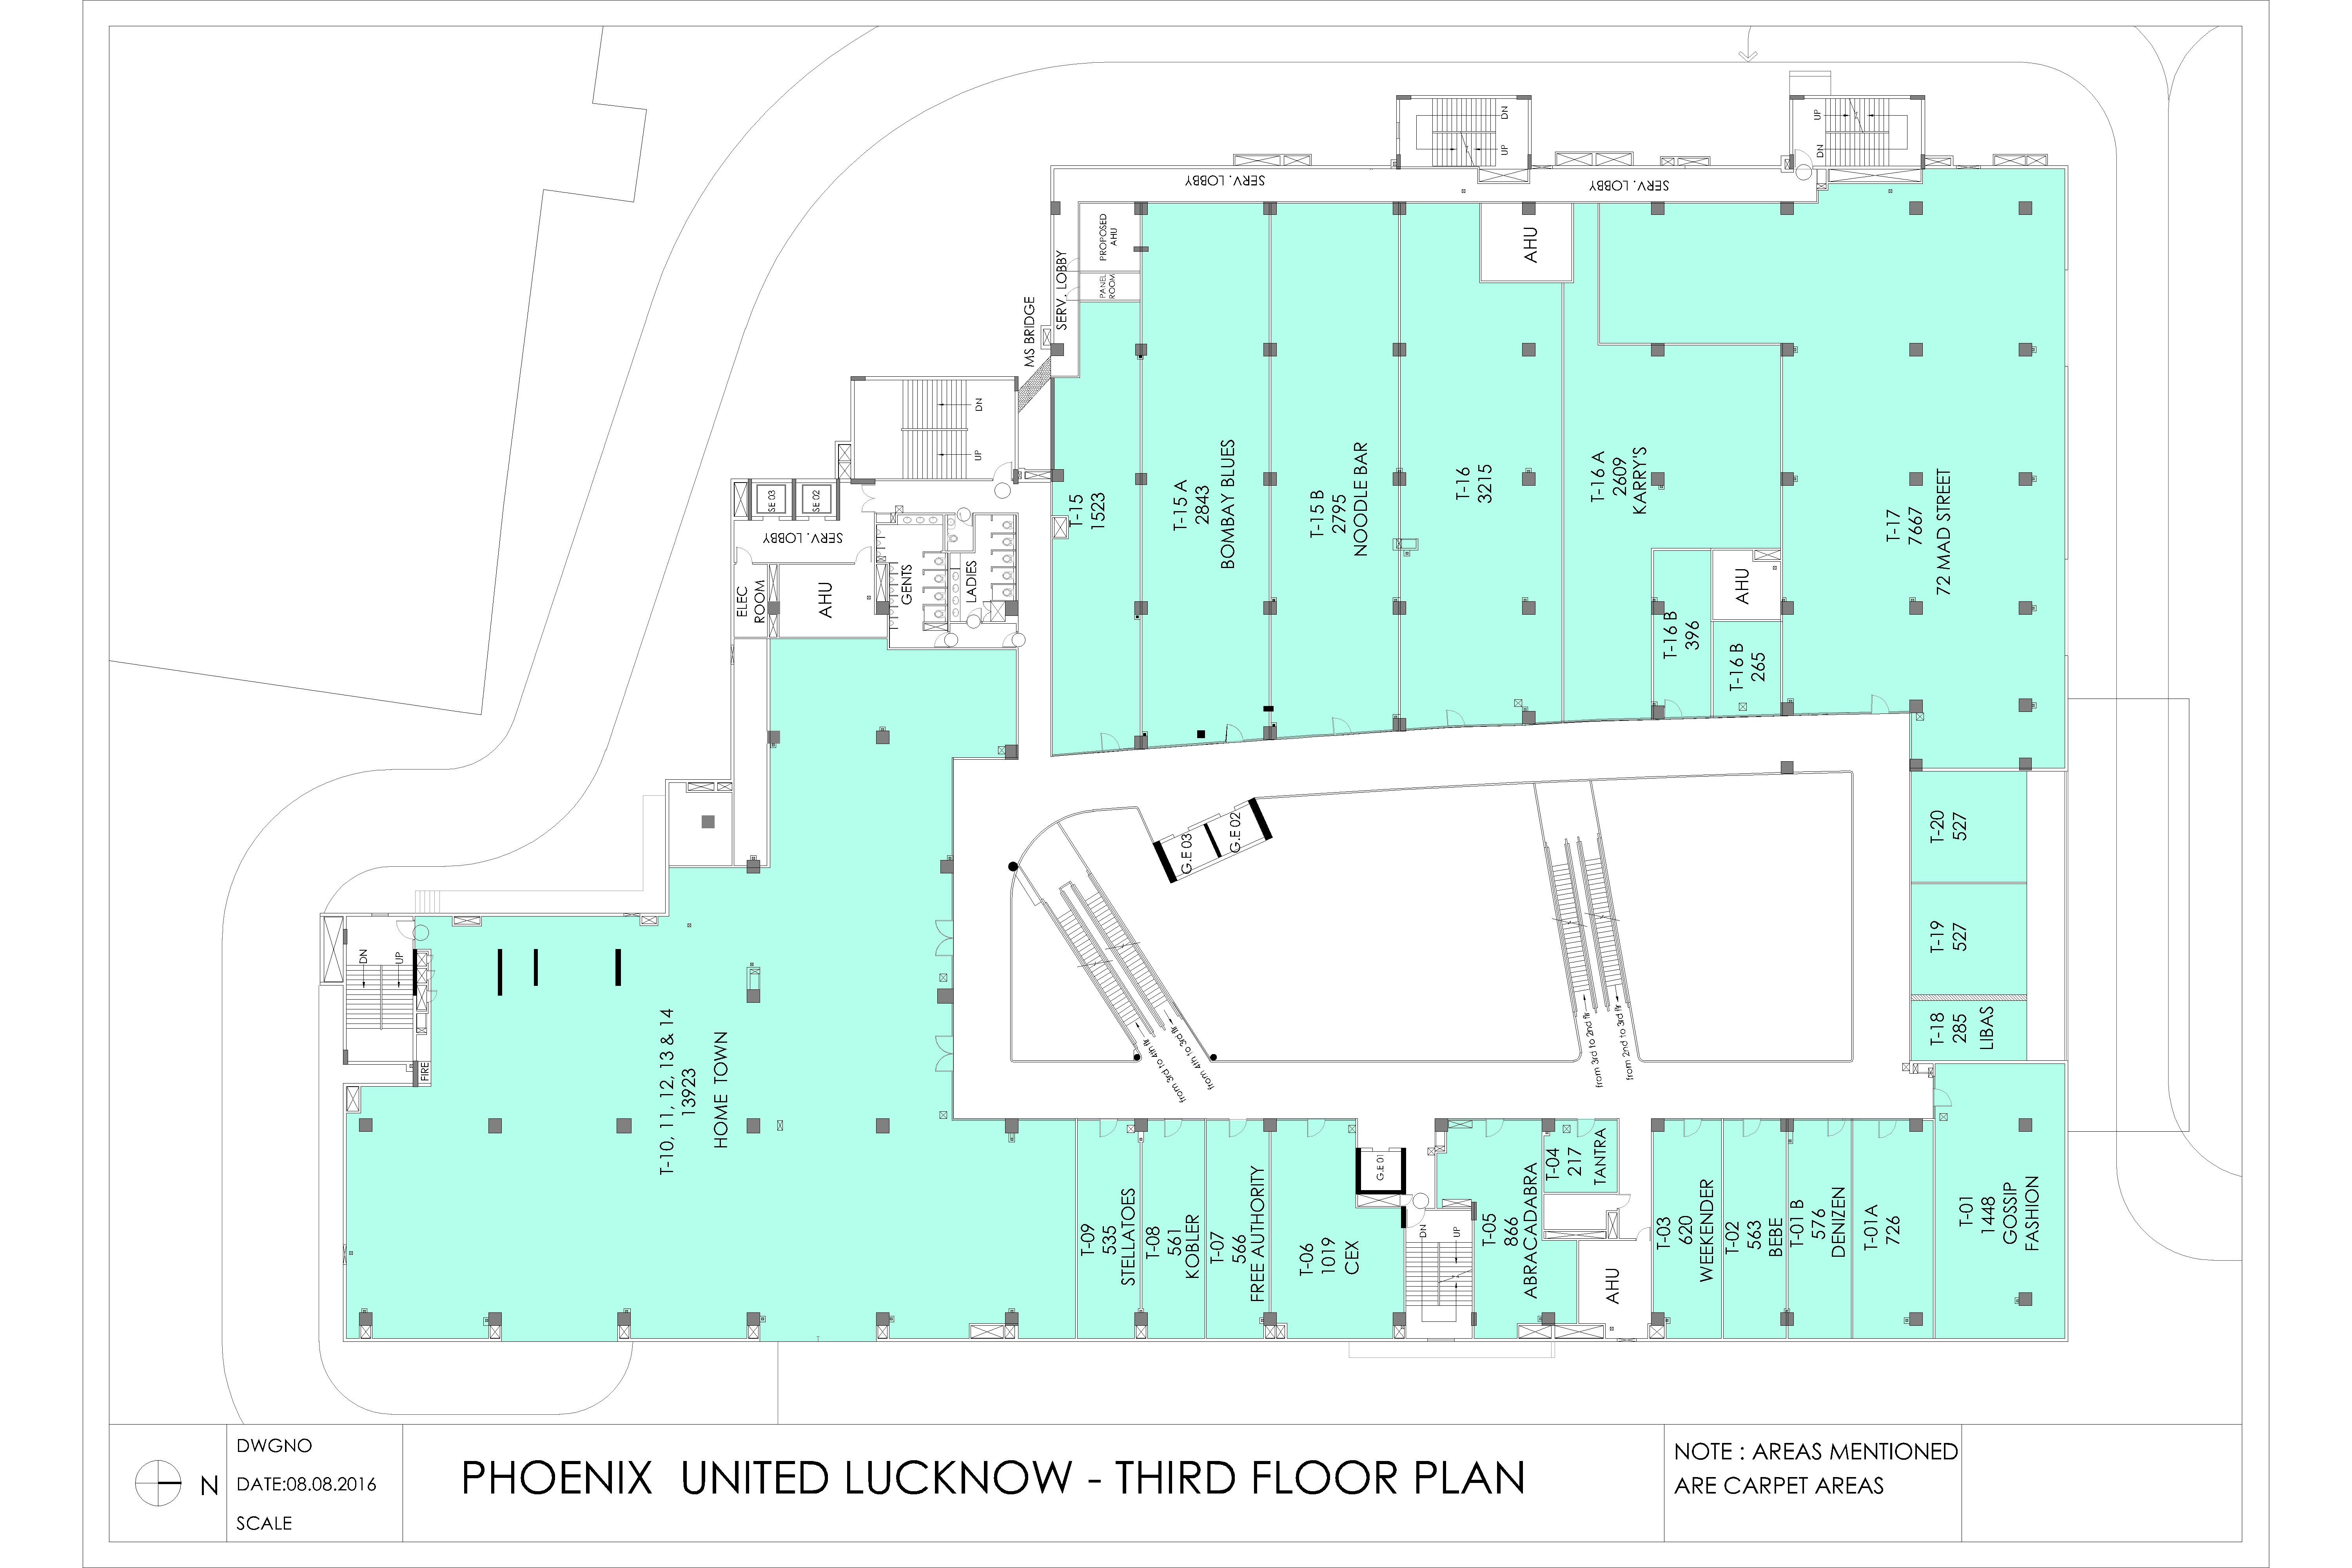 DN
UP
UP
DN
SERV. LOBBY
SERV. LOBBY
PROPOSED
AHU
PANEL
ROOM
SERV. LOBBY
MS BRIDGE
AHU
DN
UP
SE 03
SE 02
SERV. LOBBY
ELEC
ROOM
AHU
GENTS
LADIES
T-15
1523
T-15 A
2843
BOMBAY BLUES
T-15 B
2795
NOODLE BAR
T-16
3215
T-16 A
2609
KARRY'S
T-16 B
396
AHU
T-16 B
265
T-17
7667
72 MAD STREET
G.E 03
G.E 02
T-20
527
T-19
527
T-18
285
LIBAS
DN
UP
FIRE
T-10, 11, 12, 13 & 14
13923
HOME TOWN
from 3rd to 4th flr
from 4th to 3rd flr
from 3rd to 2nd flr
from 2nd to 3rd flr
T-09
535
STELLATOES
T-08
561
KOBLER
T-07
566
FREE AUTHORITY
T-06
1019
CEX
G.E 01
DN
UP
T-05
866
ABRACADABRA
T-04
217
TANTRA
AHU
T-03
620
WEEKENDER
T-02
563
BEBE
T-01 B
576
DENIZEN
T-01A
726
T-01
1448
GOSSIP
FASHION
N
DWGNO
DATE:08.08.2016
SCALE
PHOENIX UNITED LUCKNOW - THIRD FLOOR PLAN
NOTE : AREAS MENTIONED
ARE CARPET AREAS